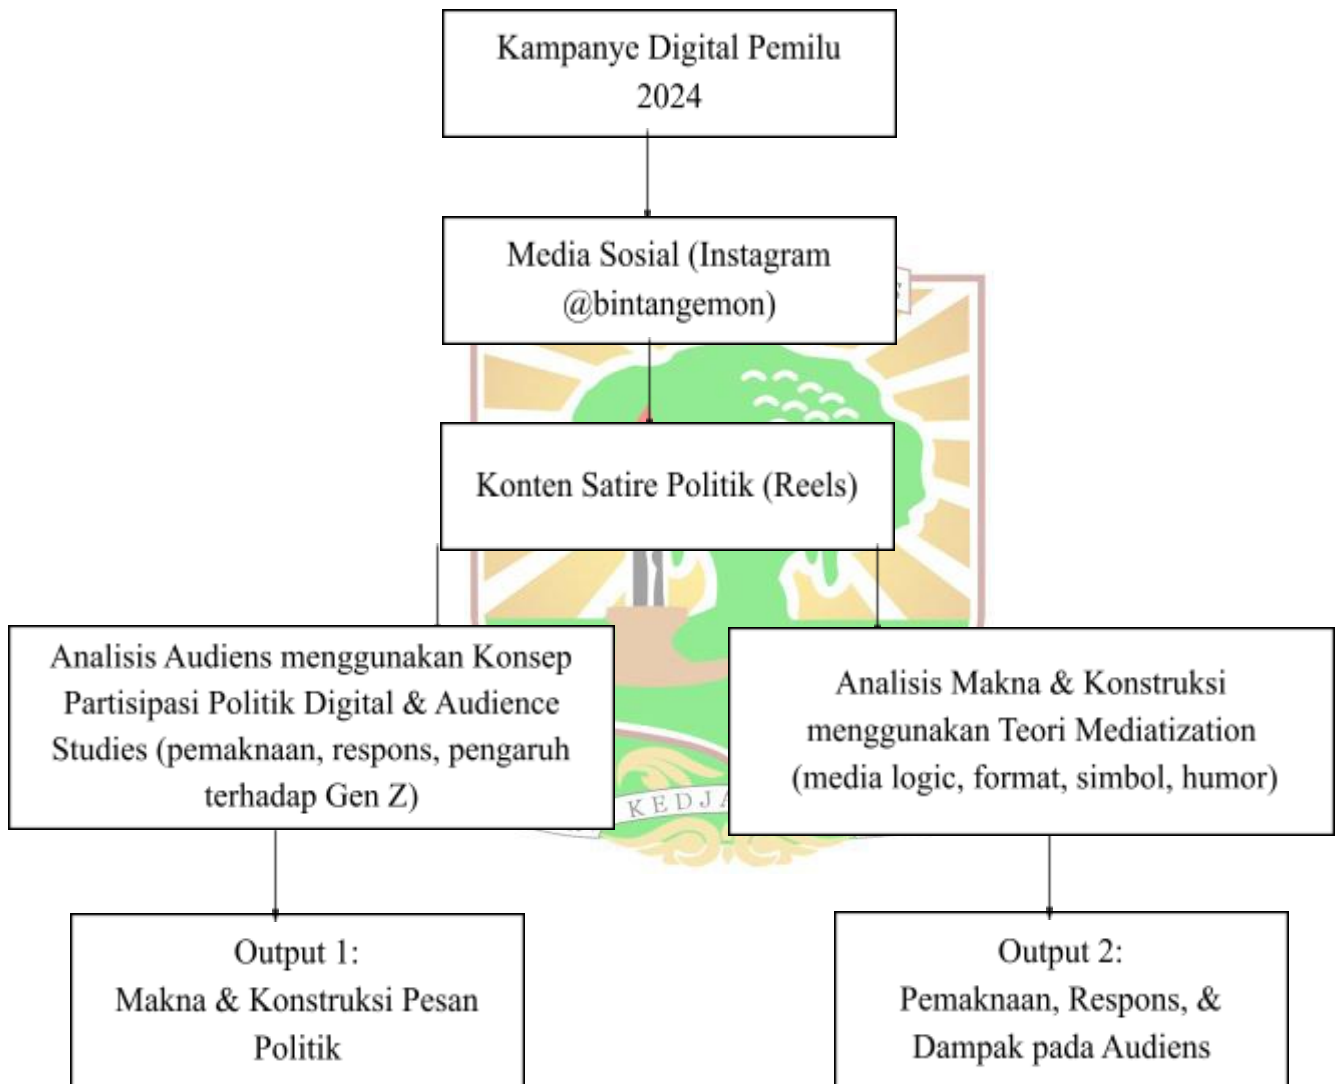 Kampanye Digital Pemilu
2024
Media Sosial (Instagram
@bintangemon)
Konten Satire Politik (Reels)
Analisis Audiens menggunakan Konsep
Partisipasi Politik Digital & Audience
Studies (pemaknaan, respons, pengaruh
terhadap Gen Z)
Analisis Makna & Konstruksi
menggunakan Teori Mediatization
(media logic, format, simbol, humor)
Output 1:
Makna & Konstruksi Pesan
Politik
Output 2:
Pemaknaan, Respons, &
Dampak pada Audiens